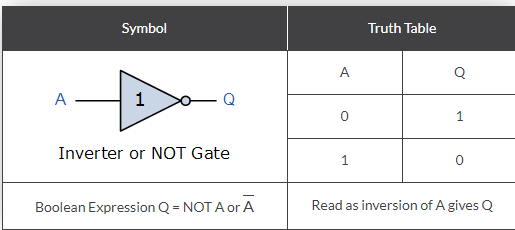 Symbol Truth Table
A Q
A 1 Q
0 1
Inverter or NOT Gate
1 0
Boolean Expression Q = NOT A or A̅ Read as inversion of A gives Q